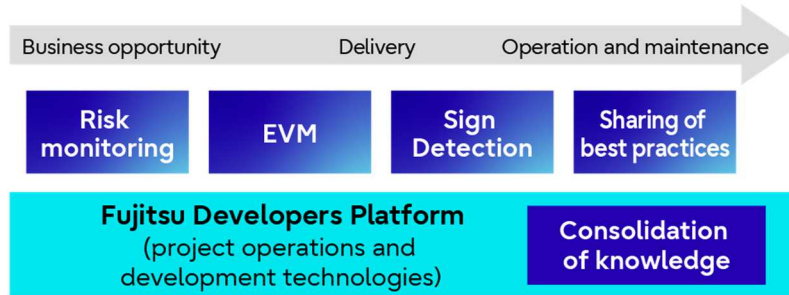 Business opportunity Delivery Operation and maintenance
Risk
monitoring
EVM
Sign
Detection
Sharing of
best practices
Fujitsu Developers Platform
(project operations and
development technologies)
Consolidation
of knowledge